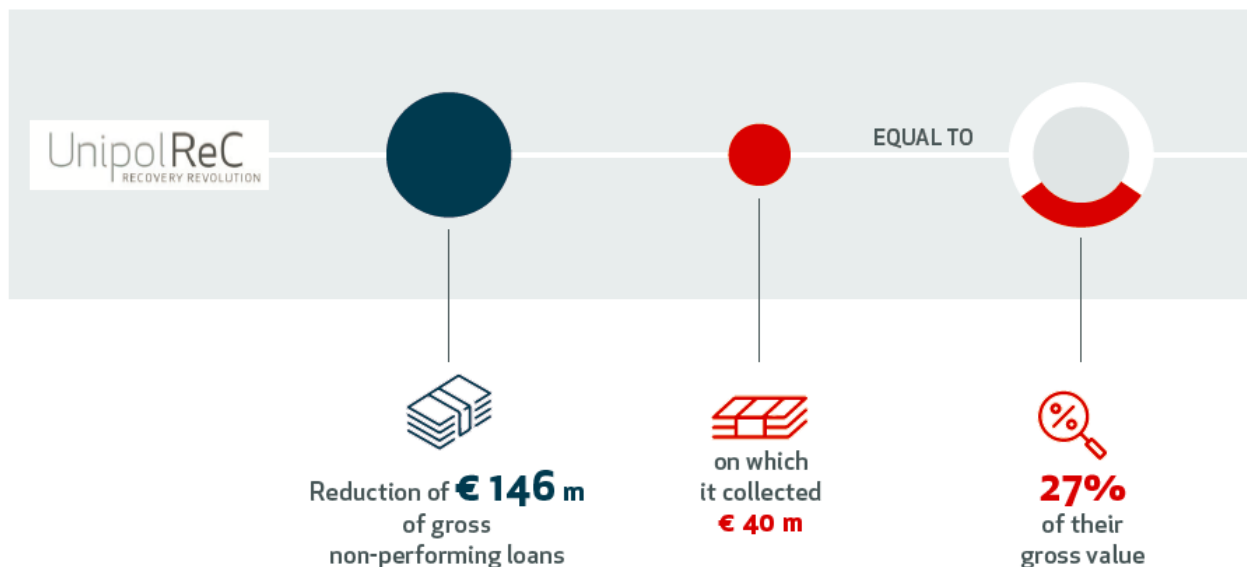 UnipolReC
RECOVERY REVOLUTION
EQUAL TO
%
Reduction of € 146 m
of gross
non-performing loans
on which
it collected
€ 40 m
27%
of their
gross value